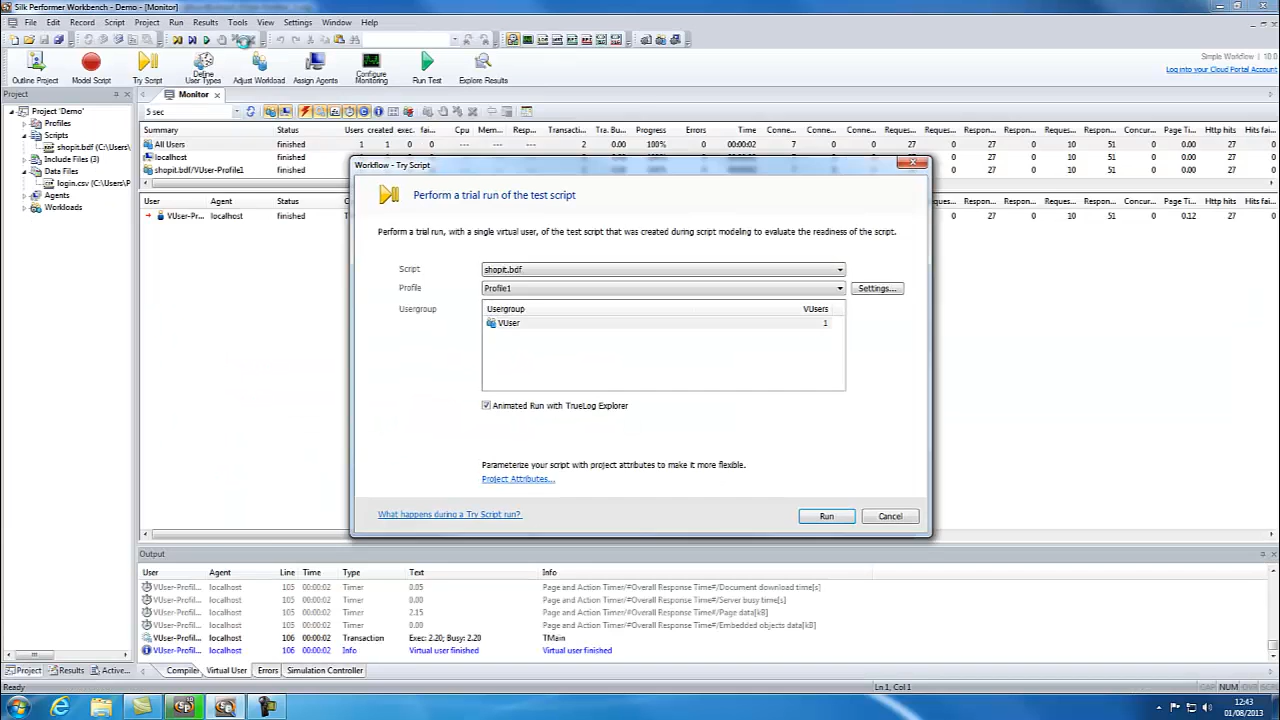 Silk Performer Workbench - Demo - [Monitor]
File Edit Record Script Project Run Results Tools View Settings Window Help
Simple Workflow | 10.0
Log into your Cloud Portal Account
Outline Project Model Script Try Script Define User Types Adjust Workload Assign Agents Configure Monitoring Run Test Explore Results
Project
Monitor
Project 'Demo'
Profiles
Scripts
shopit.bdf (C:\Users\
Include Files (3)
Data Files
login.csv (C:\Users\P
Agents
Workloads
5 sec
Summary Status Users created exec. fai... Cpu Mem... Resp... Transacti... Tra. Bu... Progress Errors Time Conne... Conne... Conne... Reques... Reques... Respon... Respon... Reques... Respon... Concur... Page Ti... Http hits Hits fai
All Users finished 1 1 0 2 0.00 100% 0 00:00:02 7 0 0 27 0 27 0 10 51 0 0.00 27
localhost finished 0 27 0 10 51 0 0.00 27
shopit.bdf/VUser-Profile1 finished 0 27 0 10 51 0 0.00 27
User Agent Status
VUser-Pr... localhost finished
0 27 0 10 51 0 0.12 27
Workflow - Try Script
Perform a trial run of the test script
Perform a trial run, with a single virtual user, of the test script that was created during script modeling to evaluate the readiness of the script.
Script shopit.bdf
Profile Profile1 Settings...
Usergroup Usergroup VUsers
VUser 1
Animated Run with TrueLog Explorer
Parameterize your script with project attributes to make it more flexible.
Project Attributes...
What happens during a Try Script run?
Run Cancel
Output
User Agent Line Time Type Text Info
VUser-Profil... localhost 105 00:00:02 Timer 0.05 Page and Action Timer/#Overall Response Time#/Document download time[s]
VUser-Profil... localhost 105 00:00:02 Timer 0.00 Page and Action Timer/#Overall Response Time#/Server busy time[s]
VUser-Profil... localhost 105 00:00:02 Timer 2.15 Page and Action Timer/#Overall Response Time#/Page data[kB]
VUser-Profil... localhost 105 00:00:02 Timer 0.00 Page and Action Timer/#Overall Response Time#/Embedded objects data[kB]
VUser-Profil... localhost 106 00:00:02 Transaction Exec: 2.20; Busy: 2.20 TMain
VUser-Profil... localhost 106 00:00:02 Info Virtual user finished Virtual user finished
Project Results Active...
Compiler Virtual User Errors Simulation Controller
Ready
Ln 1, Col 1
CAP NUM OVR
12:43
01/08/2013